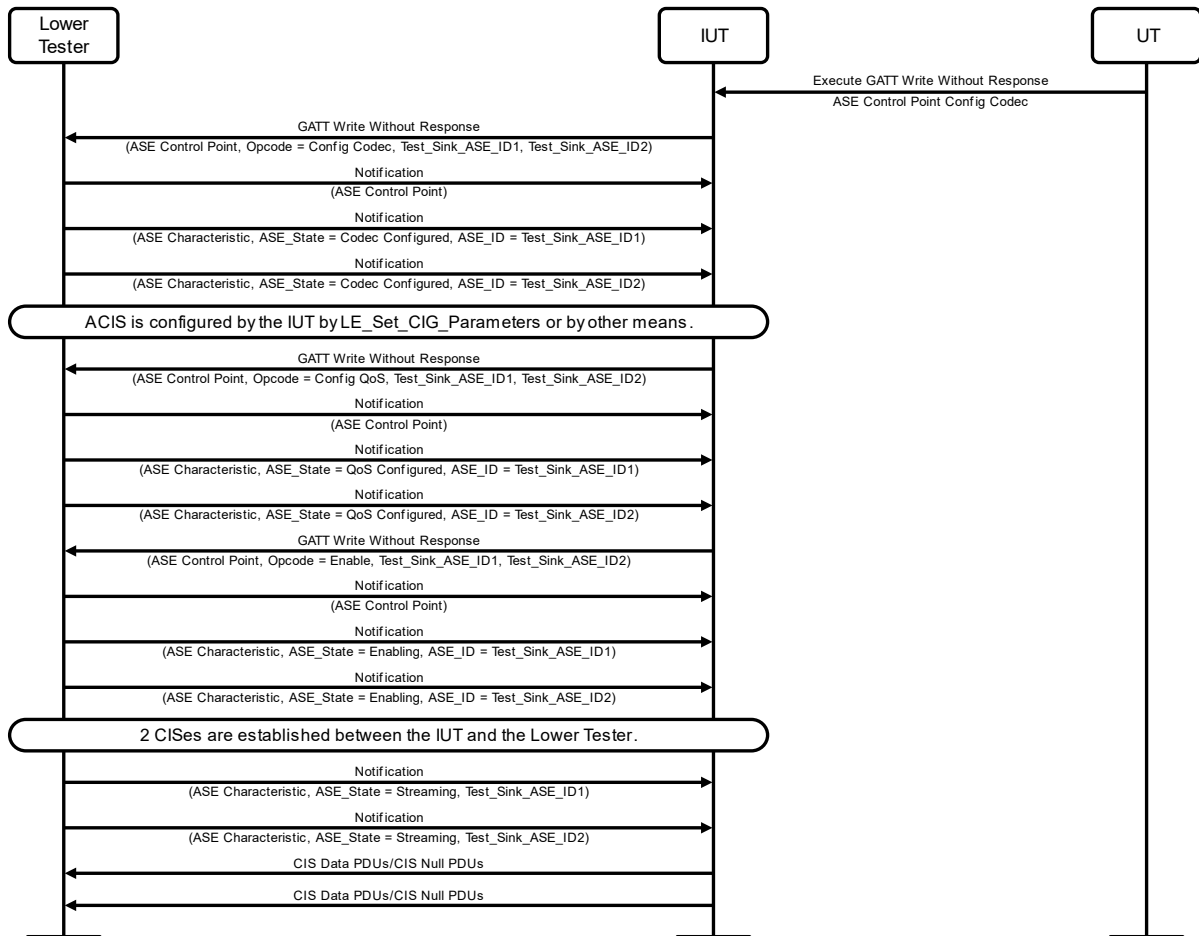 Lower
Tester
IUT
UT
Execute GATT Write Without Response
ASE Control Point Config Codec
GATT Write Without Response
(ASE Control Point, Opcode = Config Codec, Test_Sink_ASE_ID1, Test_Sink_ASE_ID2)
Notification
(ASE Control Point)
Notification
(ASE Characteristic, ASE_State = Codec Configured, ASE_ID = Test_Sink_ASE_ID1)
Notification
(ASE Characteristic, ASE_State = Codec Configured, ASE_ID = Test_Sink_ASE_ID2)
ACIS is configured by the IUT by LE_Set_CIG_Parameters or by other means.
GATT Write Without Response
(ASE Control Point, Opcode = Config QoS, Test_Sink_ASE_ID1, Test_Sink_ASE_ID2)
Notification
(ASE Control Point)
Notification
(ASE Characteristic, ASE_State = QoS Configured, ASE_ID = Test_Sink_ASE_ID1)
Notification
(ASE Characteristic, ASE_State = QoS Configured, ASE_ID = Test_Sink_ASE_ID2)
GATT Write Without Response
(ASE Control Point, Opcode = Enable, Test_Sink_ASE_ID1, Test_Sink_ASE_ID2)
Notification
(ASE Control Point)
Notification
(ASE Characteristic, ASE_State = Enabling, ASE_ID = Test_Sink_ASE_ID1)
Notification
(ASE Characteristic, ASE_State = Enabling, ASE_ID = Test_Sink_ASE_ID2)
2 CISes are established between the IUT and the Lower Tester.
Notification
(ASE Characteristic, ASE_State = Streaming, Test_Sink_ASE_ID1)
Notification
(ASE Characteristic, ASE_State = Streaming, Test_Sink_ASE_ID2)
CIS Data PDUs/CIS Null PDUs
CIS Data PDUs/CIS Null PDUs